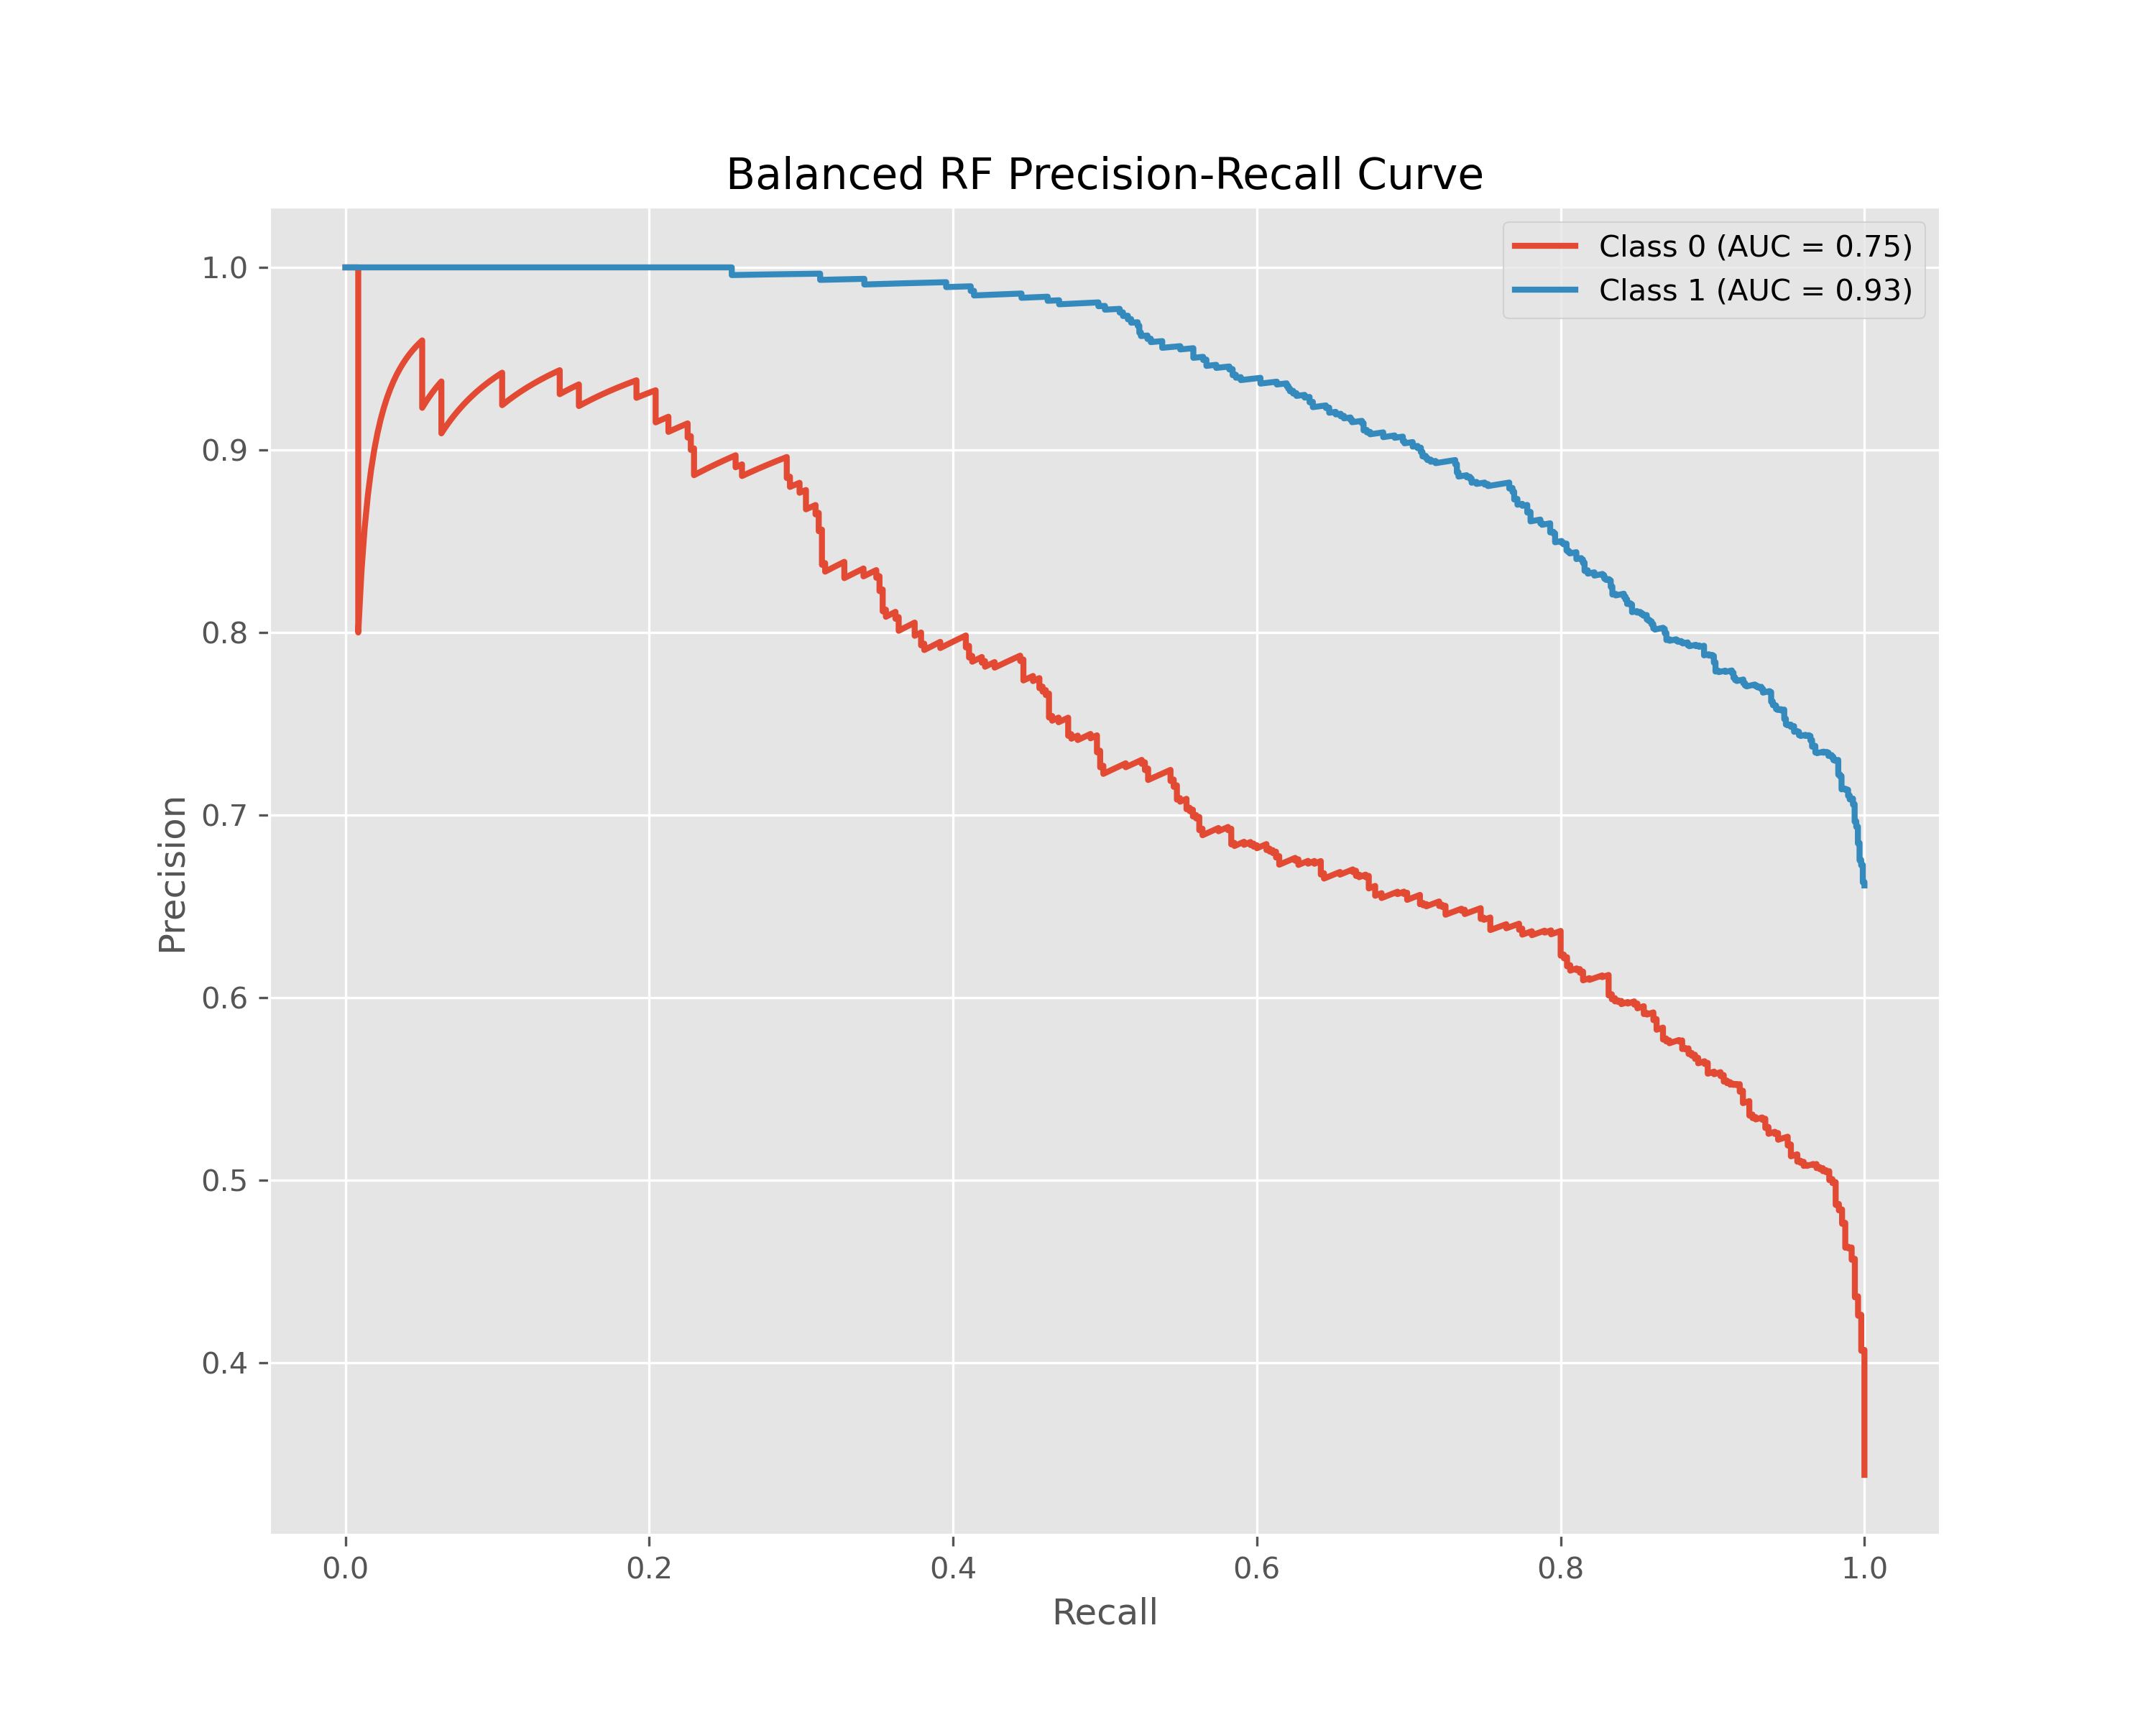 Balanced RF Precision-Recall Curve
Class 0 (AUC = 0.75)
Class 1 (AUC = 0.93)
Precision
1.0
0.9
0.8
0.7
0.6
0.5
0.4
0.0 0.2 0.4 0.6 0.8 1.0
Recall